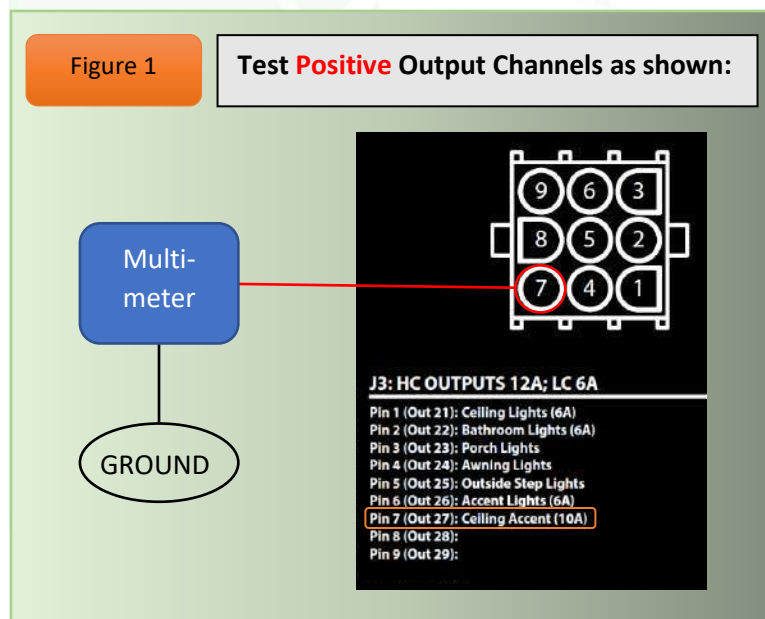 Figure 1
Test Positive Output Channels as shown:
9 6 3
8 5 2
7 4 1
Multi-
meter
GROUND
J3: HC OUTPUTS 12A; LC 6A
Pin 1 (Out 21): Ceiling Lights (6A)
Pin 2 (Out 22): Bathroom Lights (6A)
Pin 3 (Out 23): Porch Lights
Pin 4 (Out 24): Awning Lights
Pin 5 (Out 25): Outside Step Lights
Pin 6 (Out 26): Accent Lights (6A)
Pin 7 (Out 27): Ceiling Accent (10A)
Pin 8 (Out 28):
Pin 9 (Out 29):